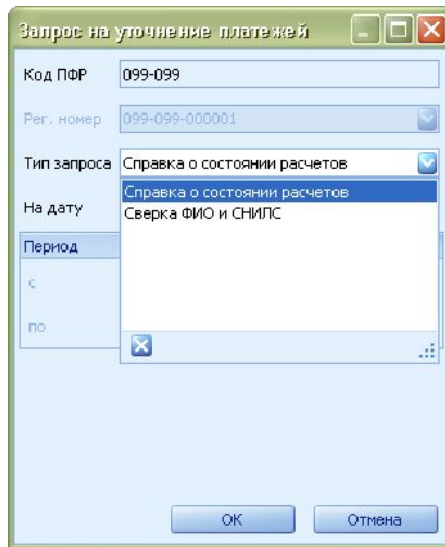 Запрос на уточнение платежей
Код ПФР 099-099
Рег. номер 099-099-000001
Тип запроса Справка о состоянии расчетов
Справка о состоянии расчетов
На дату
Сверка ФИО и СНИЛС
Период
с
по
ОК Отмена